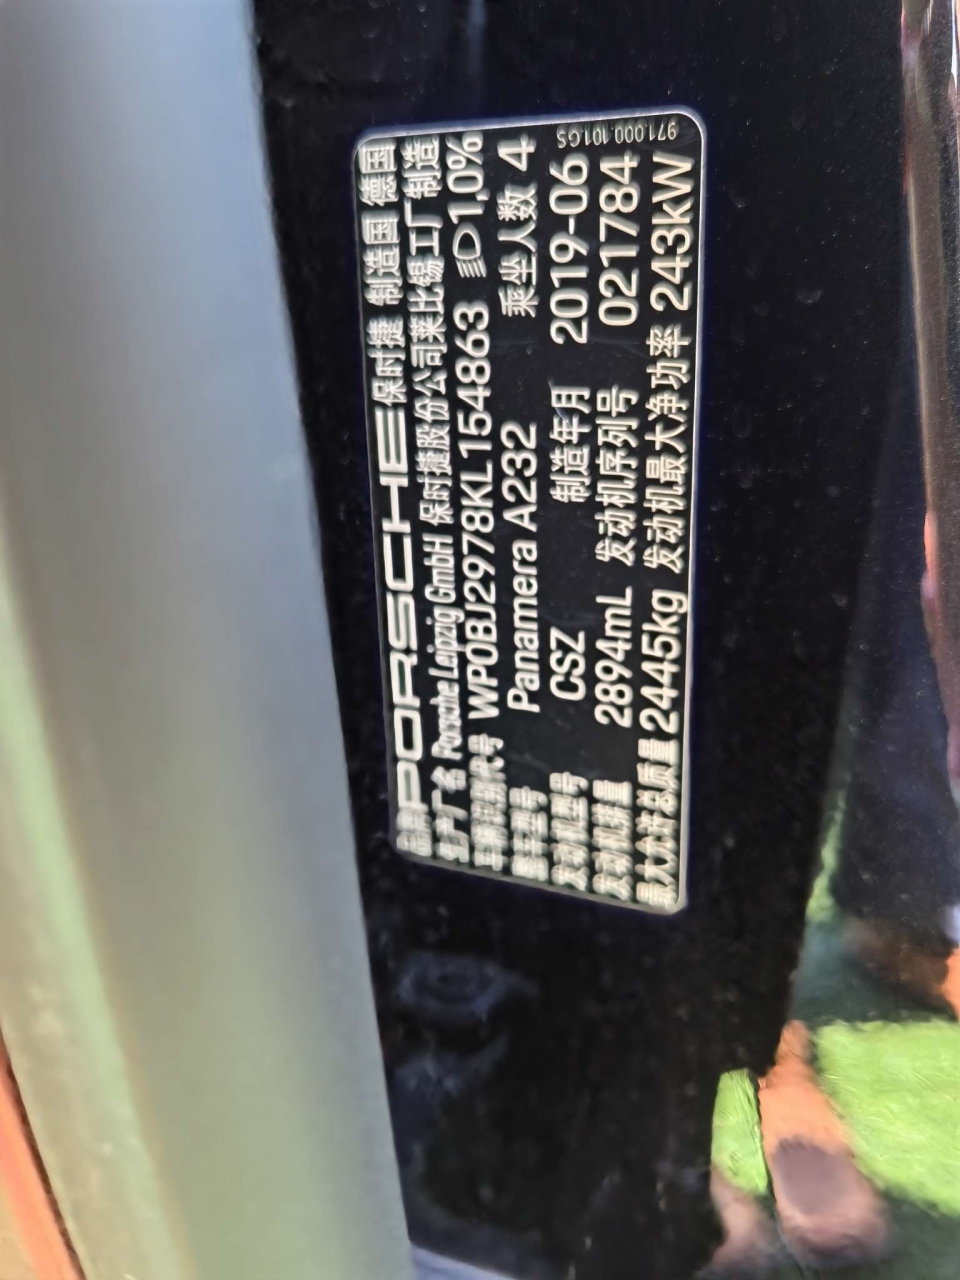 品牌 PORSCHE 保时捷 制造国 德国
生产厂名 Porsche Leipzig GmbH 保时捷股份公司莱比锡工厂制造
车辆识别代号 WP0BJ2978KL154863 1,0%
整车型号 Panamera A232 乘坐人数 4
发动机型号 CSZ 制造年月 2019-06
发动机排量 2894mL 发动机序列号 021784
最大允许总质量 2445kg 发动机最大净功率 243kW
971.000.101.GS